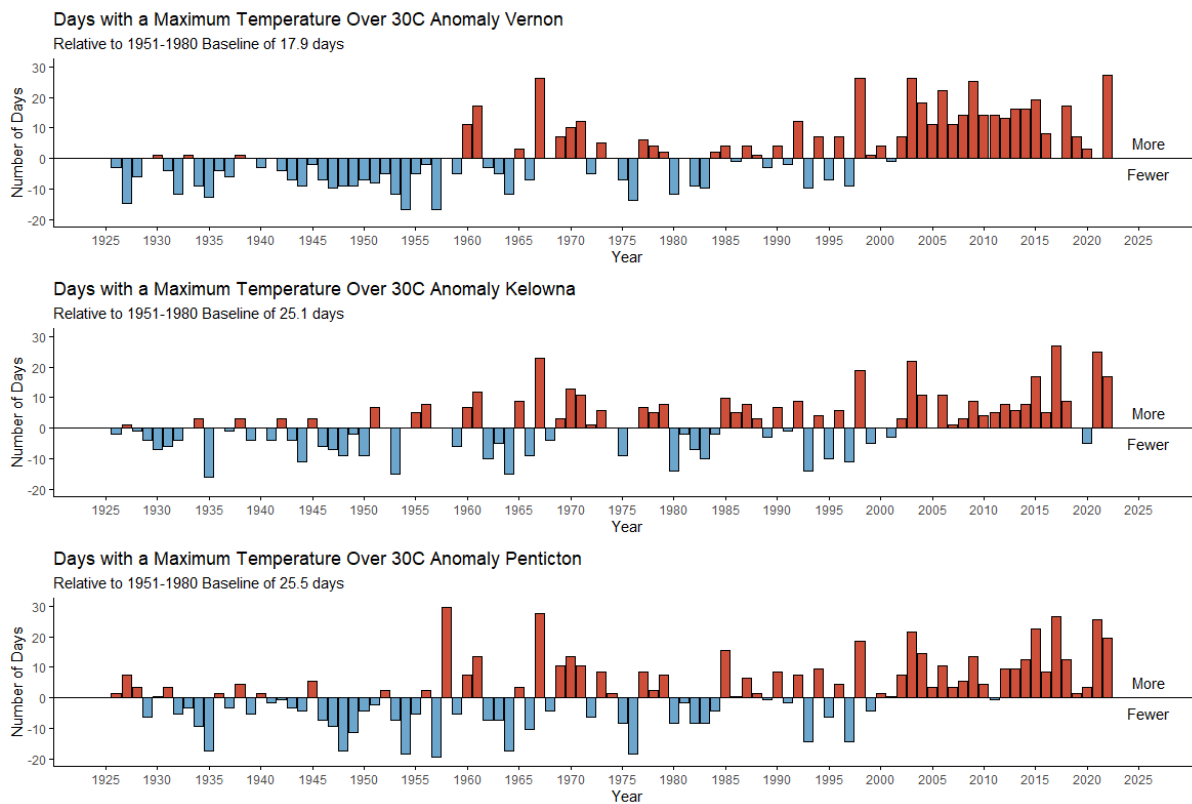 Days with a Maximum Temperature Over 30C Anomaly Vernon
Relative to 1951-1980 Baseline of 17.9 days
Number of Days
30
20
10
0
-10
-20
More
Fewer
1925 1930 1935 1940 1945 1950 1955 1960 1965 1970 1975 1980 1985 1990 1995 2000 2005 2010 2015 2020 2025
Year
Days with a Maximum Temperature Over 30C Anomaly Kelowna
Relative to 1951-1980 Baseline of 25.1 days
Number of Days
30
20
10
0
-10
-20
More
Fewer
1925 1930 1935 1940 1945 1950 1955 1960 1965 1970 1975 1980 1985 1990 1995 2000 2005 2010 2015 2020 2025
Year
Days with a Maximum Temperature Over 30C Anomaly Penticton
Relative to 1951-1980 Baseline of 25.5 days
Number of Days
30
20
10
0
-10
-20
More
Fewer
1925 1930 1935 1940 1945 1950 1955 1960 1965 1970 1975 1980 1985 1990 1995 2000 2005 2010 2015 2020 2025
Year